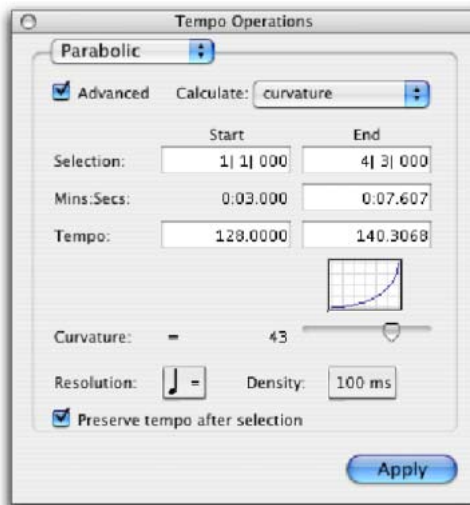 Tempo Operations
Parabolic
Advanced Calculate: curvature
Start End
Selection: 1| 1| 000 4| 3| 000
Mins:Secs: 0:03.000 0:07.607
Tempo: 128.0000 140.3068
Curvature: = 43
Resolution: = Density: 100 ms
Preserve tempo after selection
Apply